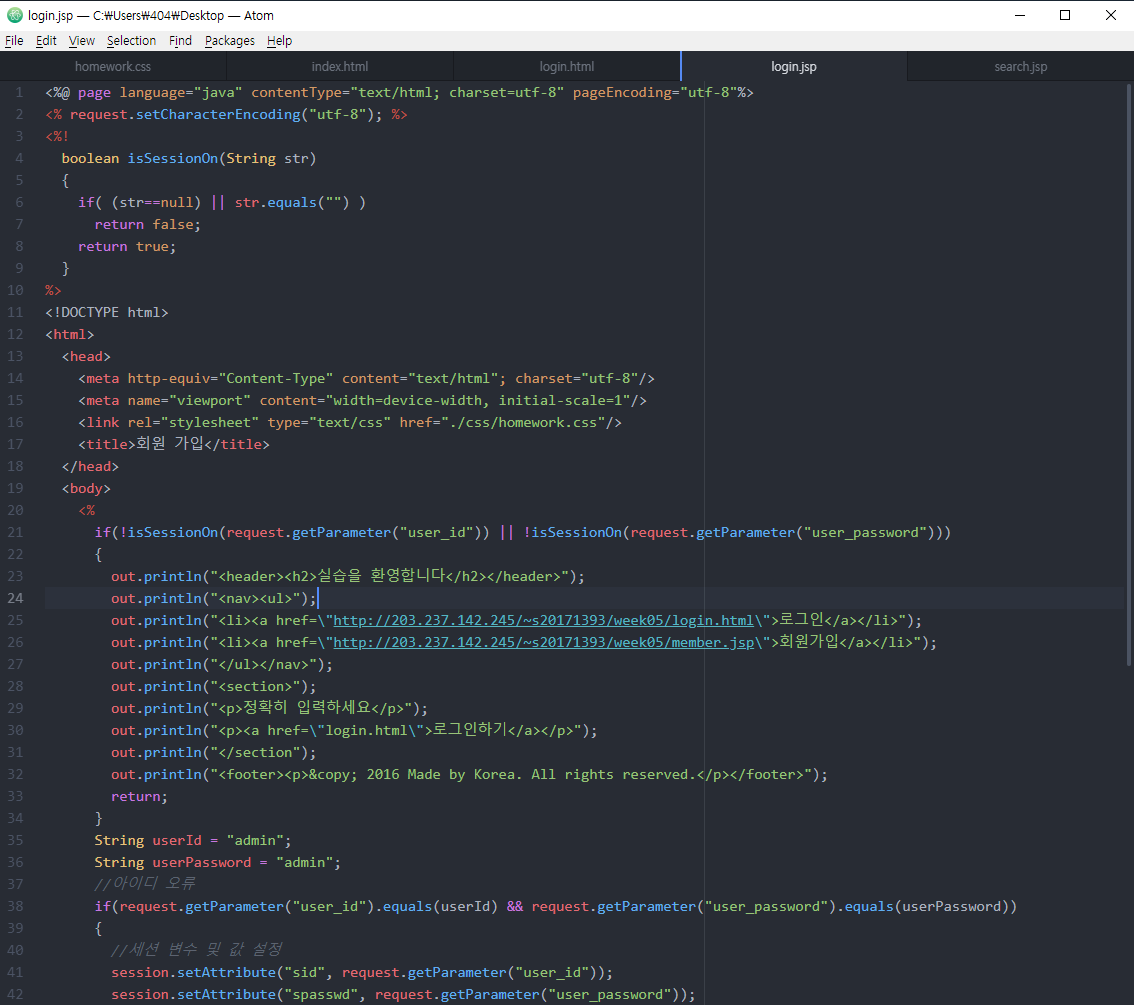 login.jsp — C:₩Users₩404₩Desktop — Atom
File Edit View Selection Find Packages Help
homework.css index.html login.html login.jsp search.jsp
1 <%@ page language="java" contentType="text/html; charset=utf-8" pageEncoding="utf-8"%>
2 <% request.setCharacterEncoding("utf-8"); %>
3 <%!
4 boolean isSessionOn(String str)
5 {
6 if( (str==null) || str.equals("") )
7 return false;
8 return true;
9 }
10 %>
11 <!DOCTYPE html>
12 <html>
13 <head>
14 <meta http-equiv="Content-Type" content="text/html"; charset="utf-8"/>
15 <meta name="viewport" content="width=device-width, initial-scale=1"/>
16 <link rel="stylesheet" type="text/css" href="./css/homework.css"/>
17 <title>회원 가입</title>
18 </head>
19 <body>
20 <%
21 if(!isSessionOn(request.getParameter("user_id")) || !isSessionOn(request.getParameter("user_password")))
22 {
23 out.println("<header><h2>실습을 환영합니다</h2></header>");
24 out.println("<nav><ul>");
25 out.println("<li><a href=\"http://203.237.142.245/~s20171393/week05/login.html\">로그인</a></li>");
26 out.println("<li><a href=\"http://203.237.142.245/~s20171393/week05/member.jsp\">회원가입</a></li>");
27 out.println("</ul></nav>");
28 out.println("<section>");
29 out.println("<p>정확히 입력하세요</p>");
30 out.println("<p><a href=\"login.html\">로그인하기</a></p>");
31 out.println("</section");
32 out.println("<footer><p>&copy; 2016 Made by Korea. All rights reserved.</p></footer>");
33 return;
34 }
35 String userId = "admin";
36 String userPassword = "admin";
37 //아이디 오류
38 if(request.getParameter("user_id").equals(userId) && request.getParameter("user_password").equals(userPassword))
39 {
40 //세션 변수 및 값 설정
41 session.setAttribute("sid", request.getParameter("user_id"));
42 session.setAttribute("spasswd", request.getParameter("user_password"));